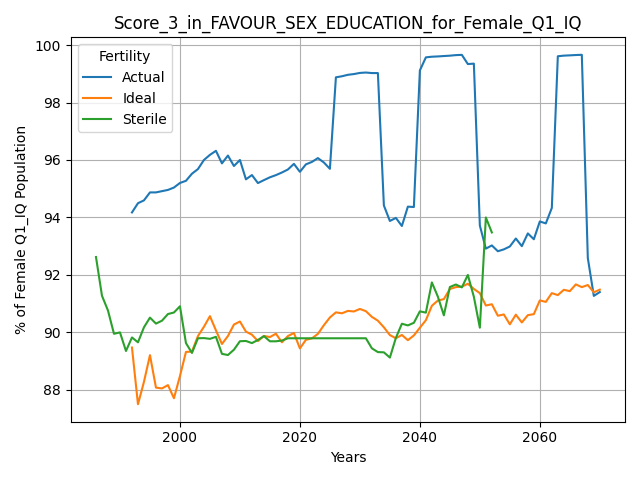 Score_3_in_FAVOUR_SEX_EDUCATION_for_Female_Q1_IQ
Fertility
Actual
Ideal
Sterile
% of Female Q1_IQ Population
100
98
96
94
92
90
88
2000
2020
2040
2060
Years